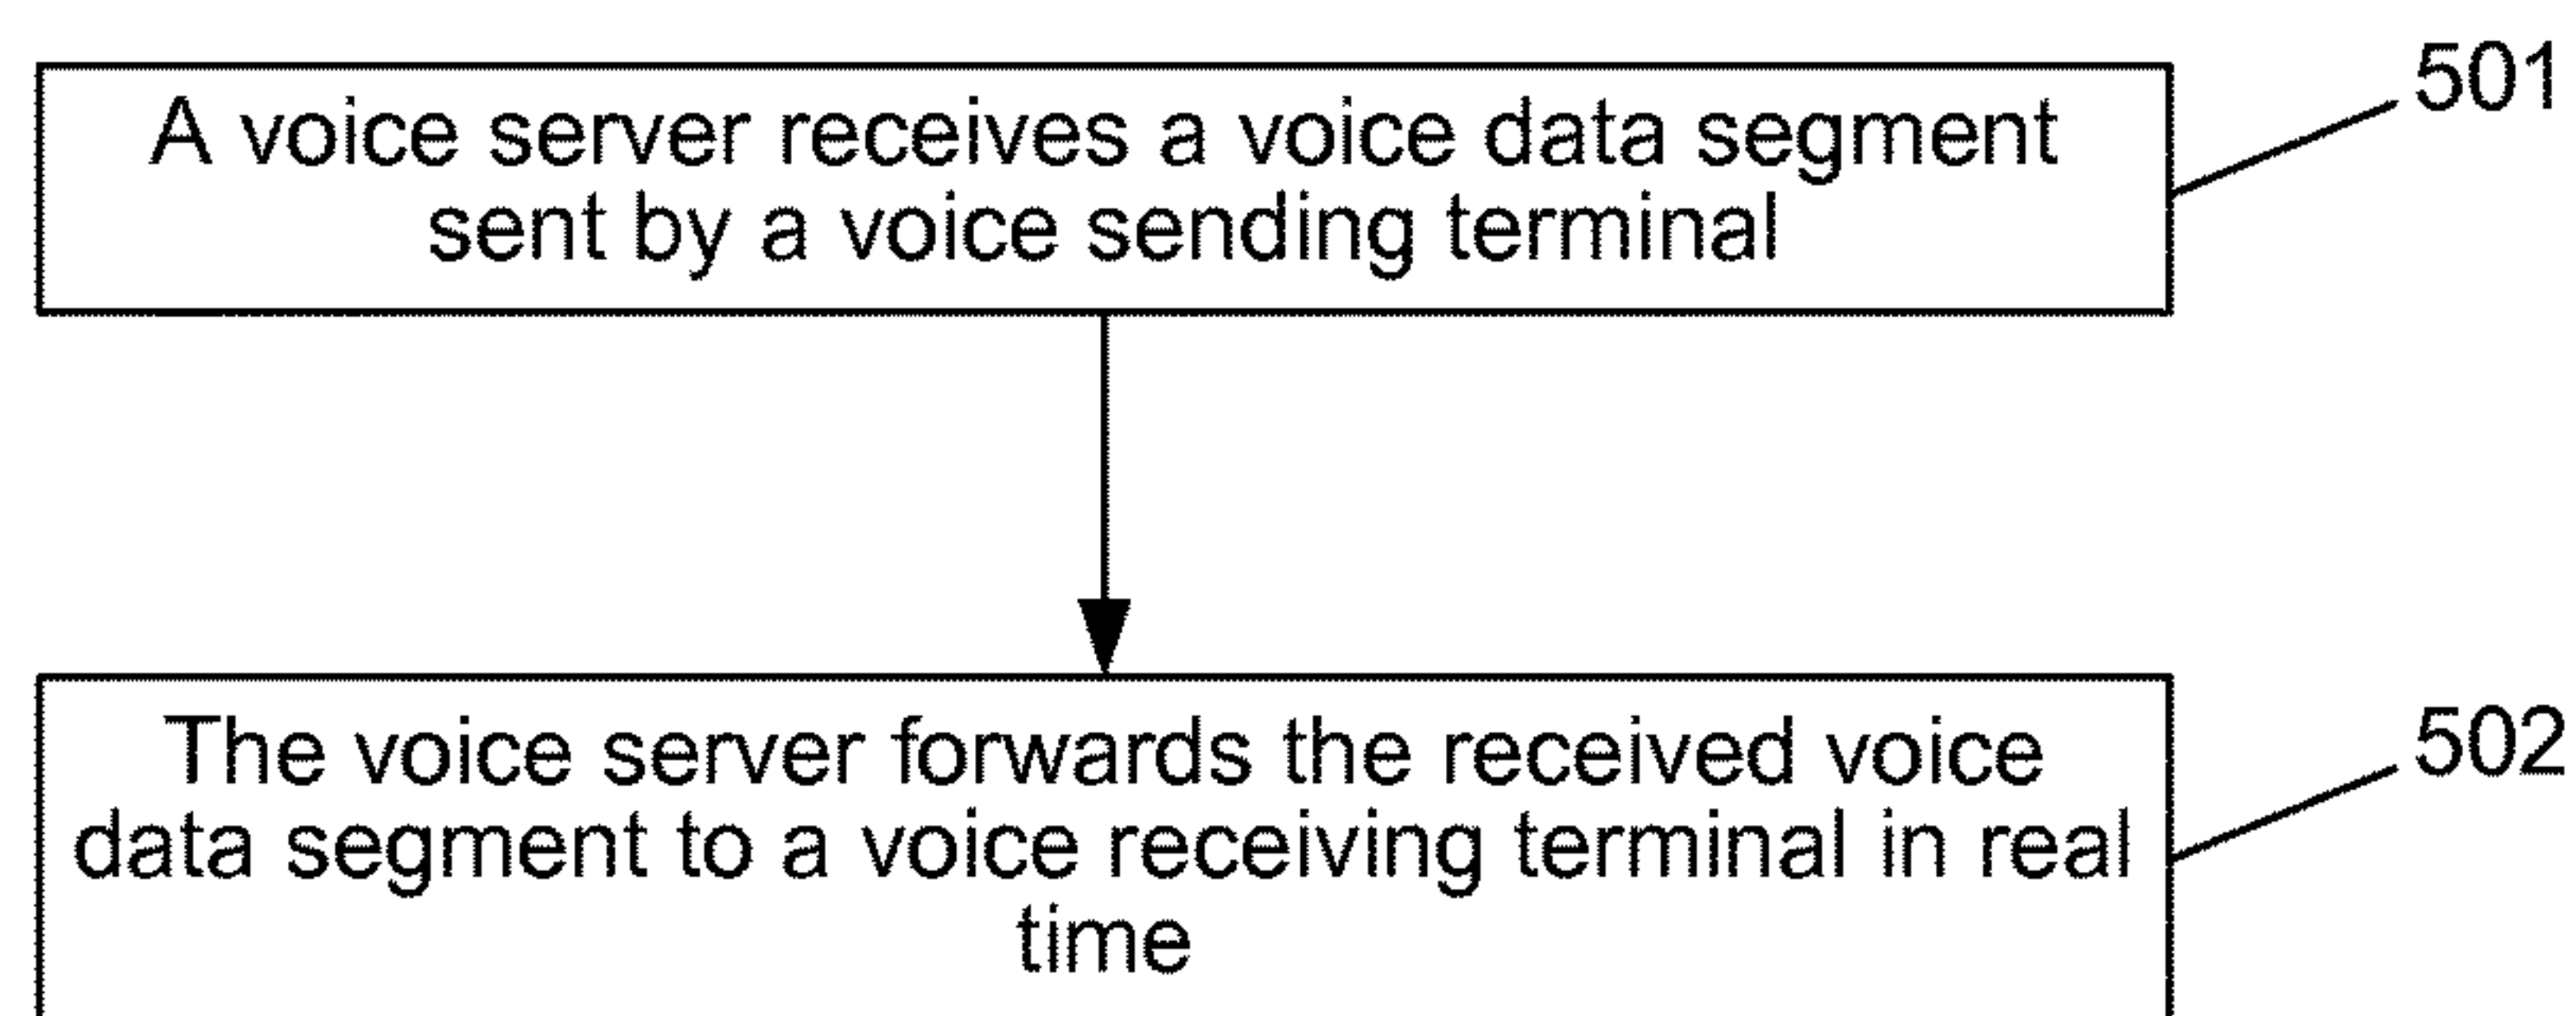 A voice server receives a voice data segment
sent by a voice sending terminal
501
The voice server forwards the received voice
data segment to a voice receiving terminal in real
time
502